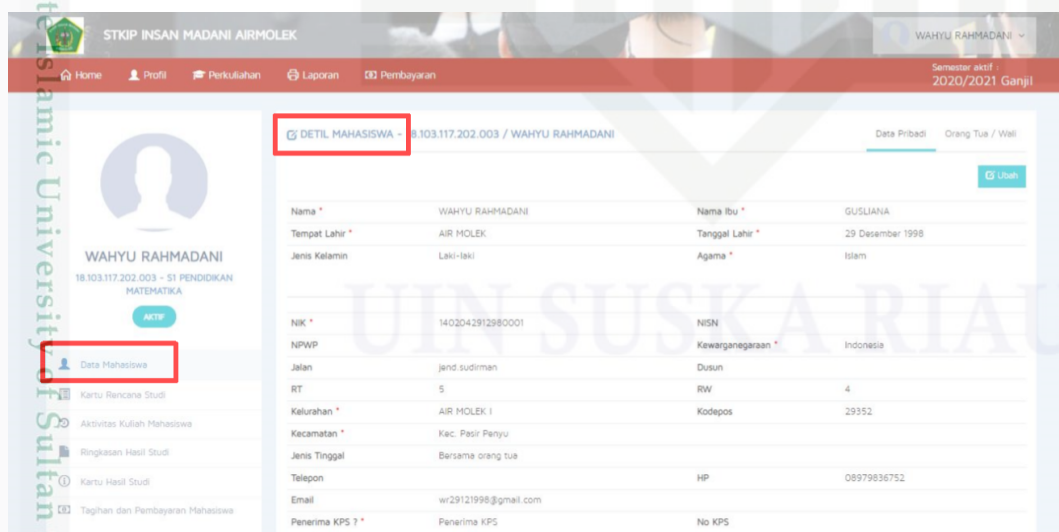 STKIP INSAN MADANI AIRMOLEK
WAHYU RAHMADANI
Home Profil Perkuliahan Laporan Pembayaran
Semester aktif :
2020/2021 Ganjil
DETIL MAHASISWA - 18.103.117.202.003 / WAHYU RAHMADANI
Data Pribadi Orang Tua / Wali
Ubah
WAHYU RAHMADANI
18.103.117.202.003 - S1 PENDIDIKAN
MATEMATIKA
AKTIF
Data Mahasiswa
Kartu Rencana Studi
Aktivitas Kuliah Mahasiswa
Ringkasan Hasil Studi
Kartu Hasil Studi
Tagihan dan Pembayaran Mahasiswa
Nama * WAHYU RAHMADANI Nama Ibu * GUSLIANA
Tempat Lahir * AIR MOLEK Tanggal Lahir * 29 Desember 1998
Jenis Kelamin Laki-laki Agama * Islam
NIK * 1402042912980001 NISN
NPWP Kewarganegaraan * Indonesia
Jalan jend.sudirman Dusun
RT 5 RW 4
Kelurahan * AIR MOLEK I Kodepos 29352
Kecamatan * Kec. Pasir Penyu
Jenis Tinggal Bersama orang tua
Telepon HP 08979836752
Email wr29121998@gmail.com
Penerima KPS ? * Penerima KPS No KPS
UIN SUSKA RIAU
te Islamic University of Sultan